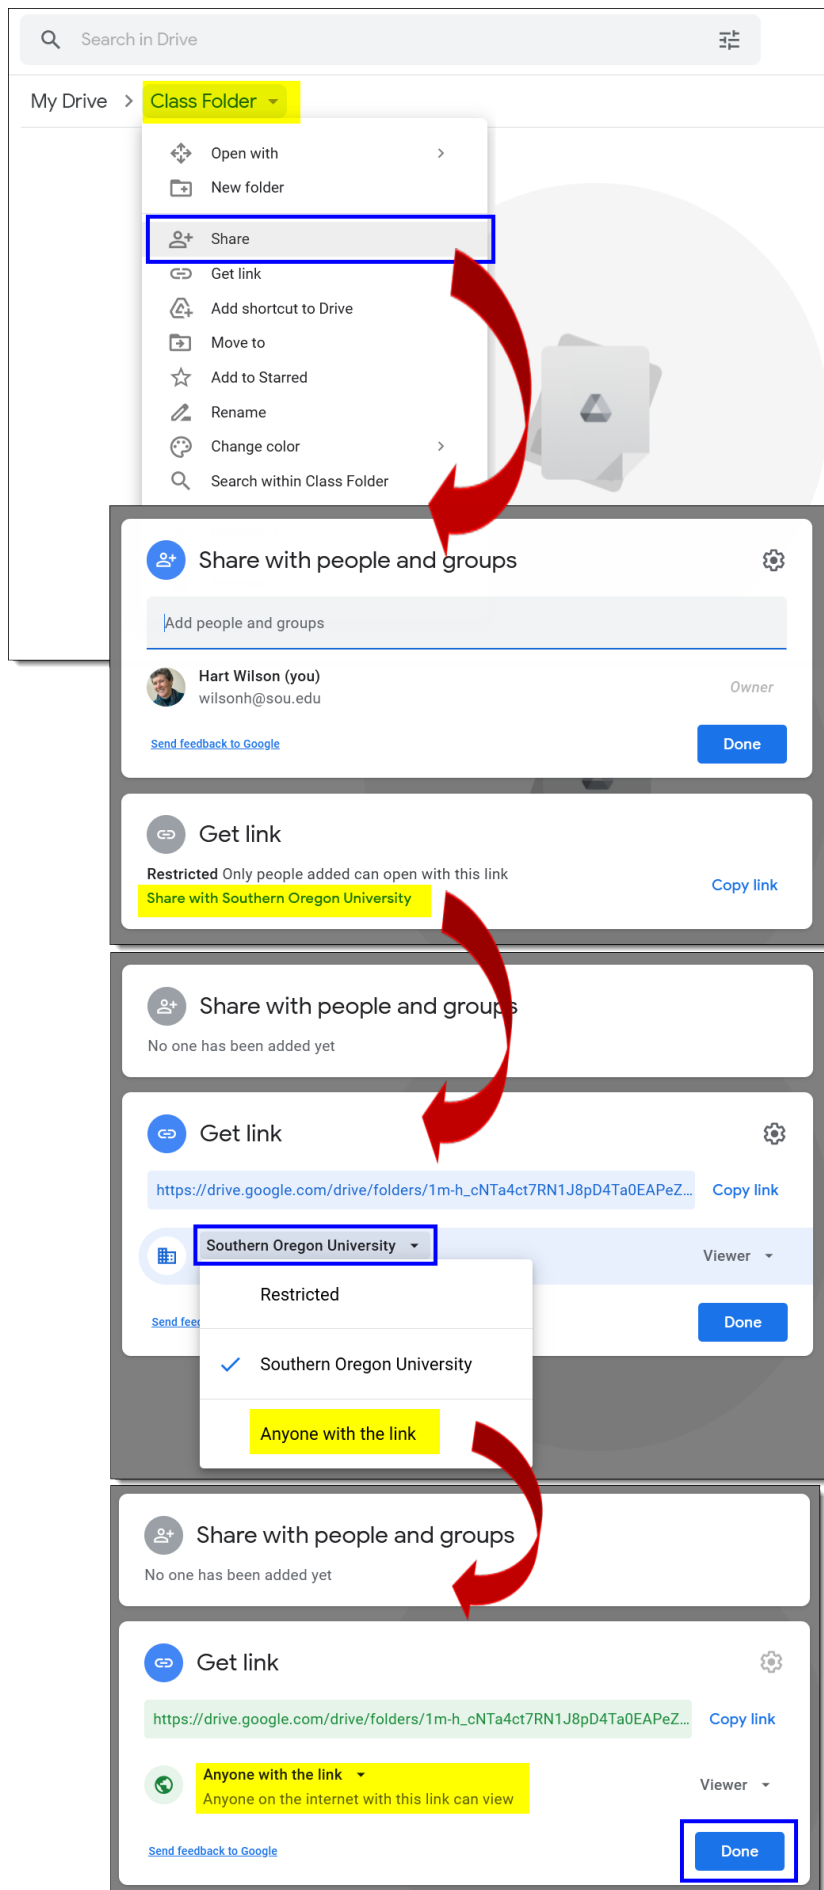 Search in Drive
My Drive > Class Folder
Open with
New folder
Share
Get link
Add shortcut to Drive
Move to
Add to Starred
Rename
Change color
Search within Class Folder
Share with people and groups
Add people and groups
Hart Wilson (you)
wilsonh@sou.edu
Owner
Send feedback to Google
Done
Get link
Restricted Only people added can open with this link
Share with Southern Oregon University
Copy link
Share with people and groups
No one has been added yet
Get link
https://drive.google.com/drive/folders/1m-h_cNTa4ct7RN1J8pD4Ta0EAPeZ...
Copy link
Southern Oregon University
Viewer
Restricted
Send feed
Done
Southern Oregon University
Anyone with the link
Share with people and groups
No one has been added yet
Get link
https://drive.google.com/drive/folders/1m-h_cNTa4ct7RN1J8pD4Ta0EAPeZ...
Copy link
Anyone with the link
Anyone on the internet with this link can view
Viewer
Send feedback to Google
Done